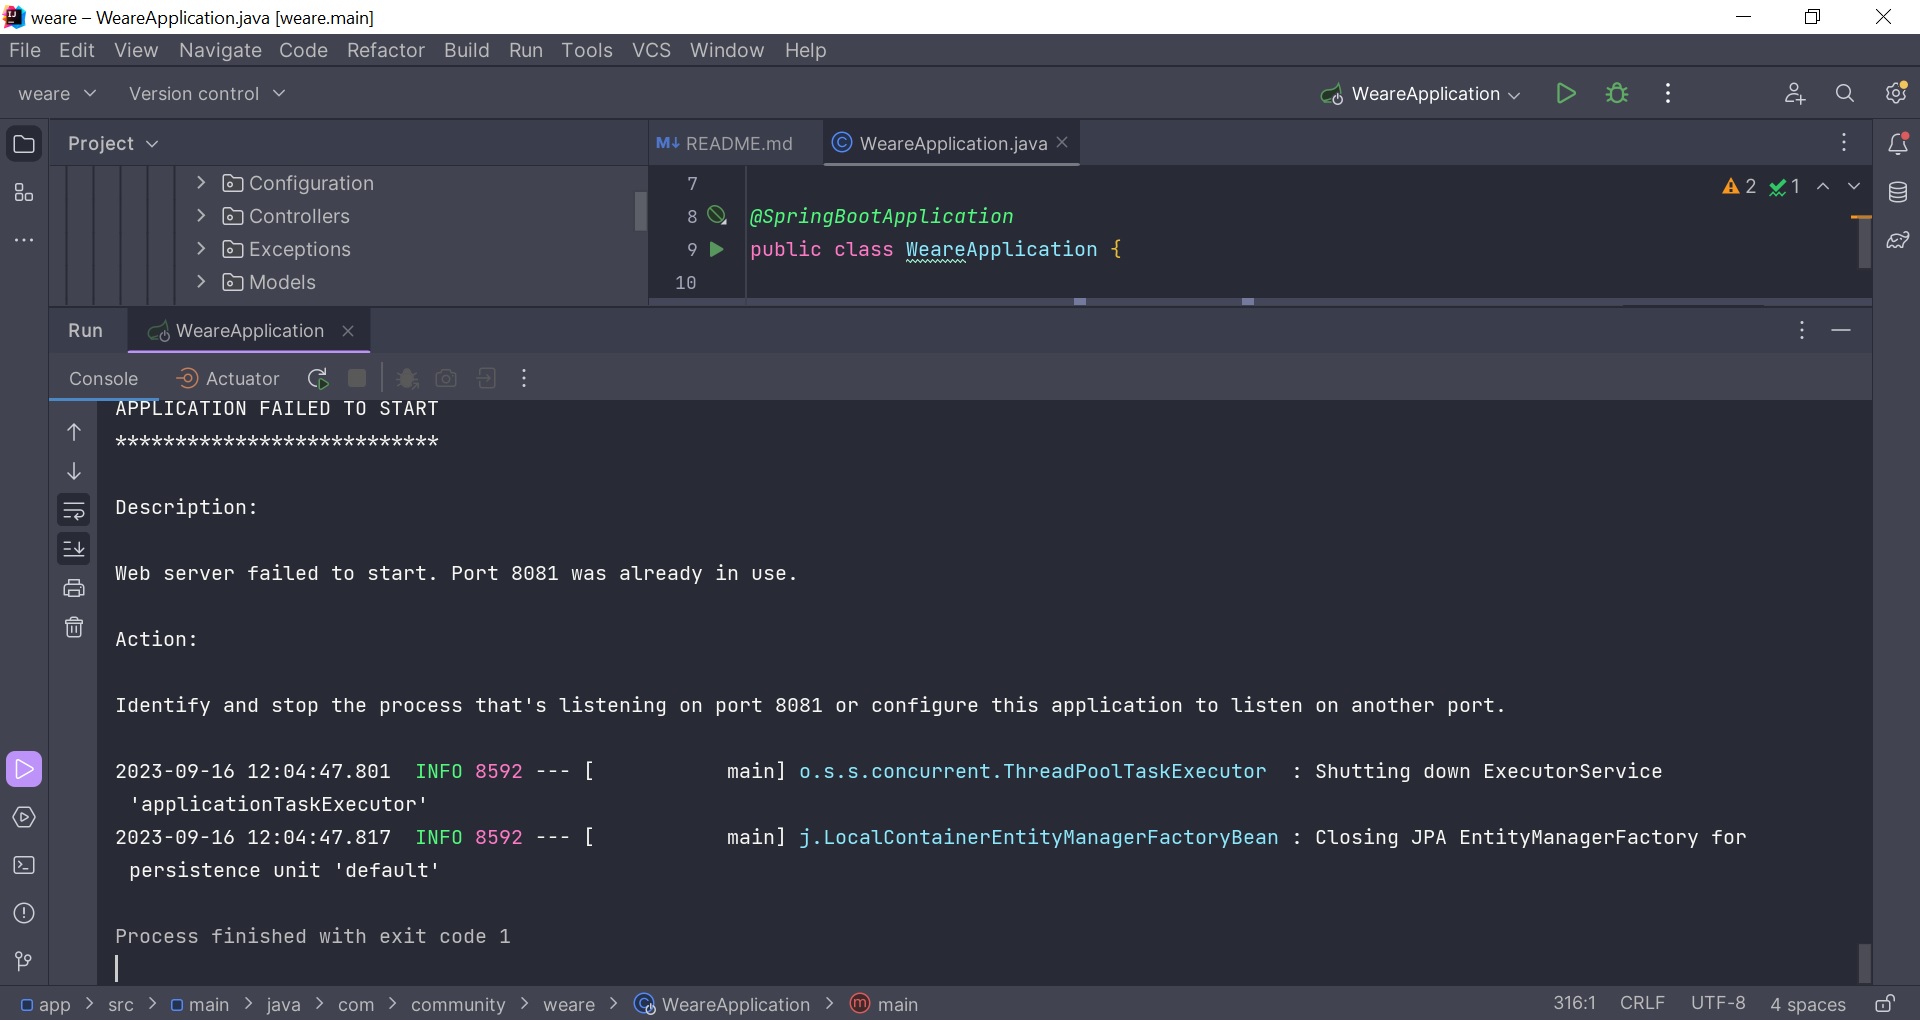 weare – WeareApplication.java [weare.main]
File Edit View Navigate Code Refactor Build Run Tools VCS Window Help
weare Version control WeareApplication
Project README.md WeareApplication.java
Configuration
Controllers
Exceptions
Models
7
8 @SpringBootApplication
9 public class WeareApplication {
10
2 1
Run WeareApplication
Console Actuator
APPLICATION FAILED TO START
***************************
Description:
Web server failed to start. Port 8081 was already in use.
Action:
Identify and stop the process that's listening on port 8081 or configure this application to listen on another port.
2023-09-16 12:04:47.801  INFO 8592 --- [           main] o.s.s.concurrent.ThreadPoolTaskExecutor  : Shutting down ExecutorService
'applicationTaskExecutor'
2023-09-16 12:04:47.817  INFO 8592 --- [           main] j.LocalContainerEntityManagerFactoryBean : Closing JPA EntityManagerFactory for
persistence unit 'default'
Process finished with exit code 1
app > src > main > java > com > community > weare > WeareApplication > main 316:1 CRLF UTF-8 4 spaces